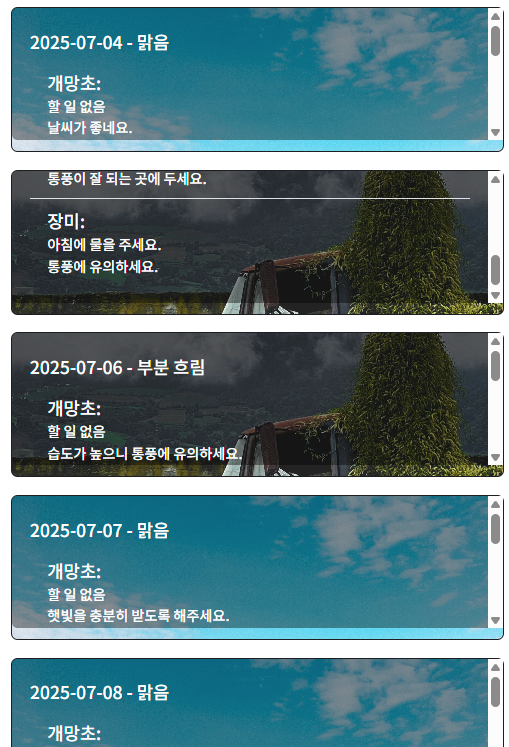 2025-07-04 - 맑음
개망초:
할 일 없음
날씨가 좋네요.
통풍이 잘 되는 곳에 두세요.
장미:
아침에 물을 주세요.
통풍에 유의하세요.
2025-07-06 - 부분 흐림
개망초:
할 일 없음
습도가 높으니 통풍에 유의하세요.
2025-07-07 - 맑음
개망초:
할 일 없음
햇빛을 충분히 받도록 해주세요.
2025-07-08 - 맑음
개망초: